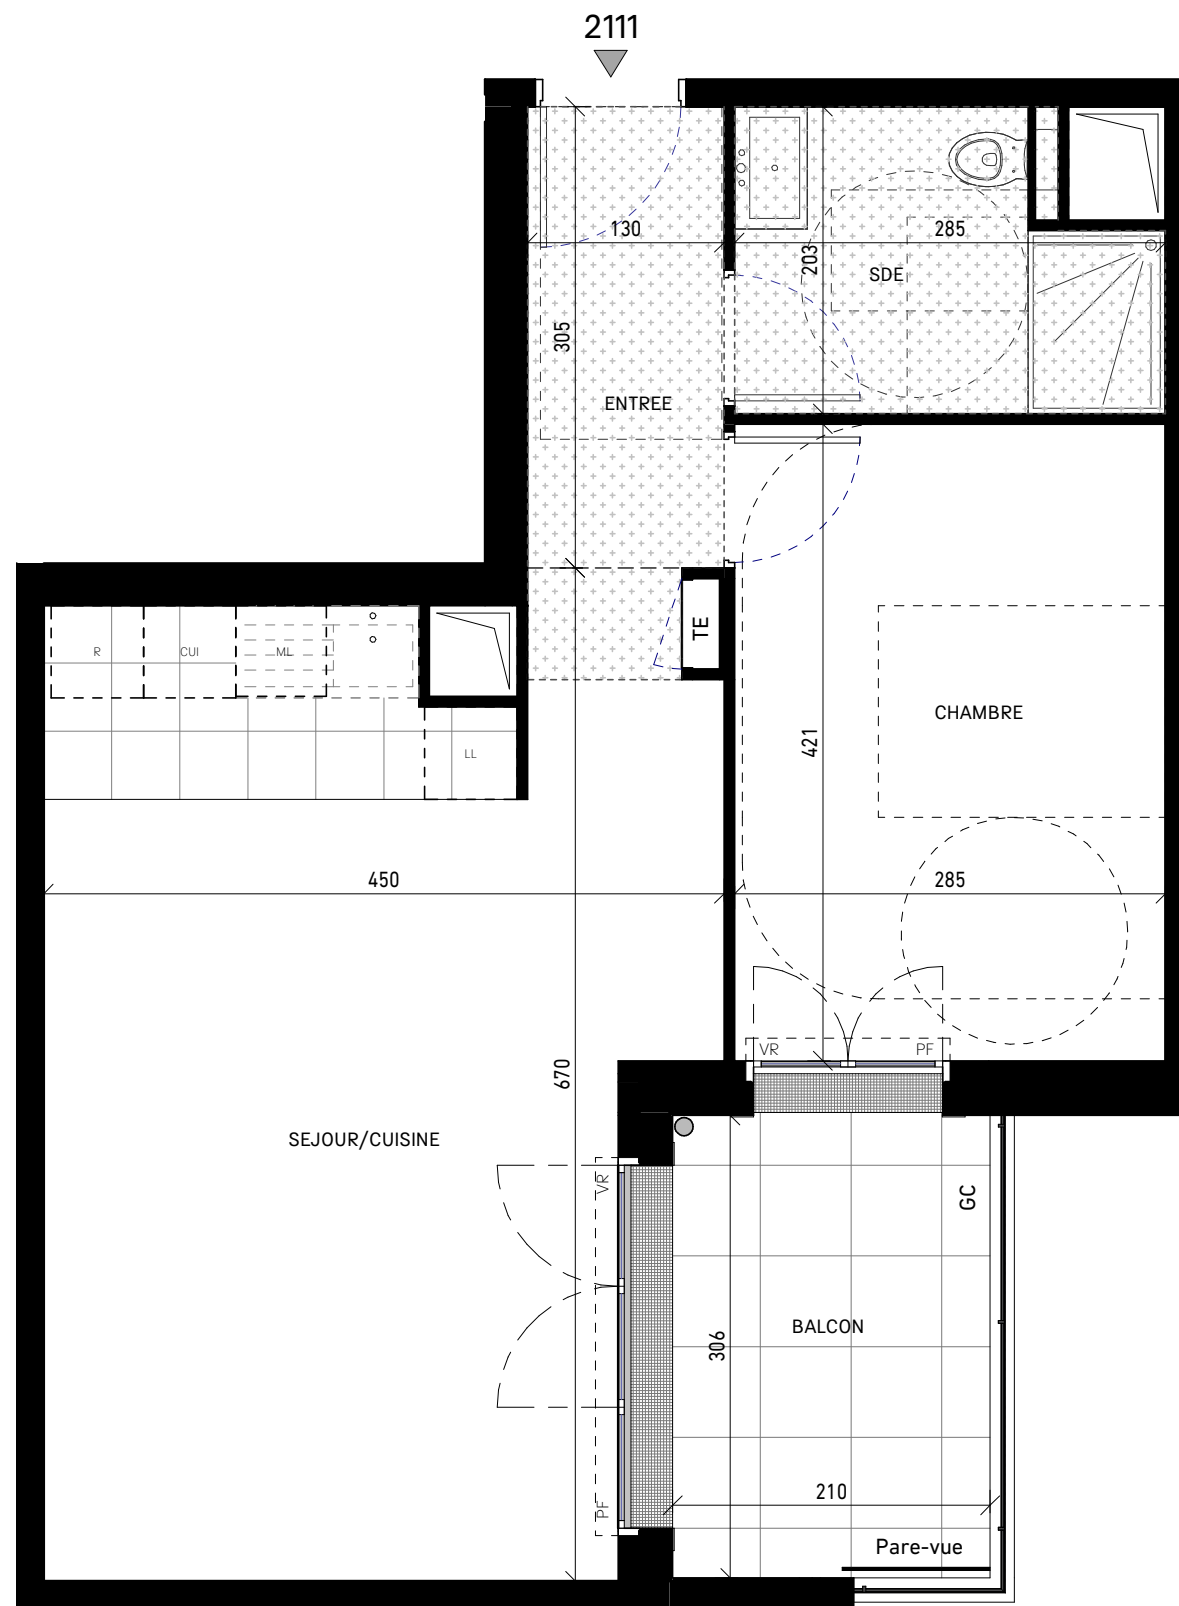 2111
130
285
203
SDE
305
ENTREE
TE
R
CUI
ML
CHAMBRE
421
LL
450
285
VR
PF
670
SEJOUR/CUISINE
VR
GC
BALCON
306
PF
210
Pare-vue